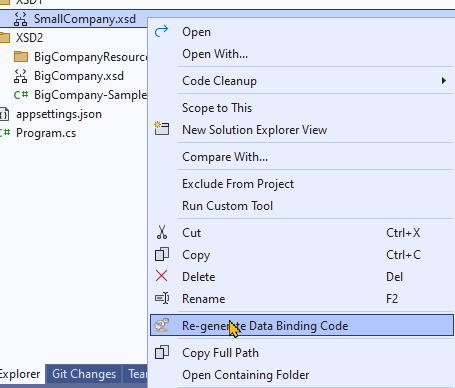 XSD1
SmallCompany.xsd
XSD2
BigCompanyResourc
BigCompany.xsd
BigCompany-Sample
appsettings.json
C# Program.cs
Open
Open With...
Code Cleanup
Scope to This
New Solution Explorer View
Compare With...
Exclude From Project
Run Custom Tool
Cut Ctrl+X
Copy Ctrl+C
Delete Del
Rename F2
Re-generate Data Binding Code
Copy Full Path
Open Containing Folder
Explorer Git Changes Tea